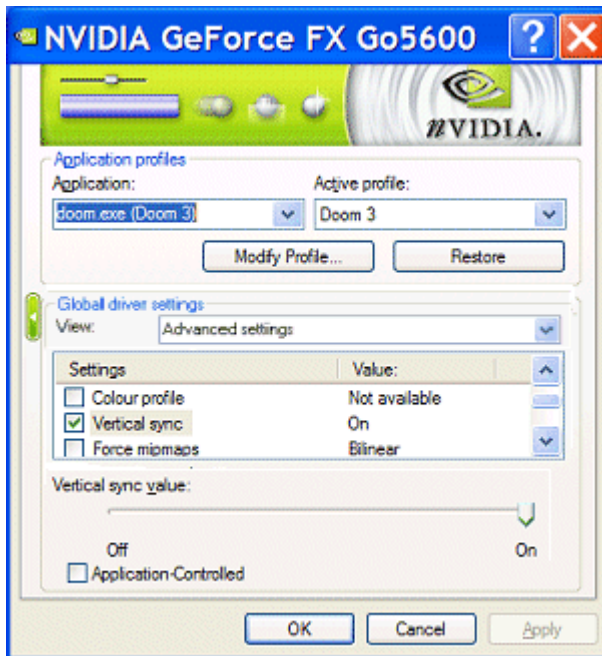 NVIDIA GeForce FX Go5600
nVIDIA.
Application profiles
Application: Active profile:
doom.exe (Doom 3) Doom 3
Modify Profile... Restore
Global driver settings
View: Advanced settings
Settings Value:
Colour profile Not available
Vertical sync On
Force mipmaps Bilinear
Vertical sync value:
Off On
Application-Controlled
OK Cancel Apply